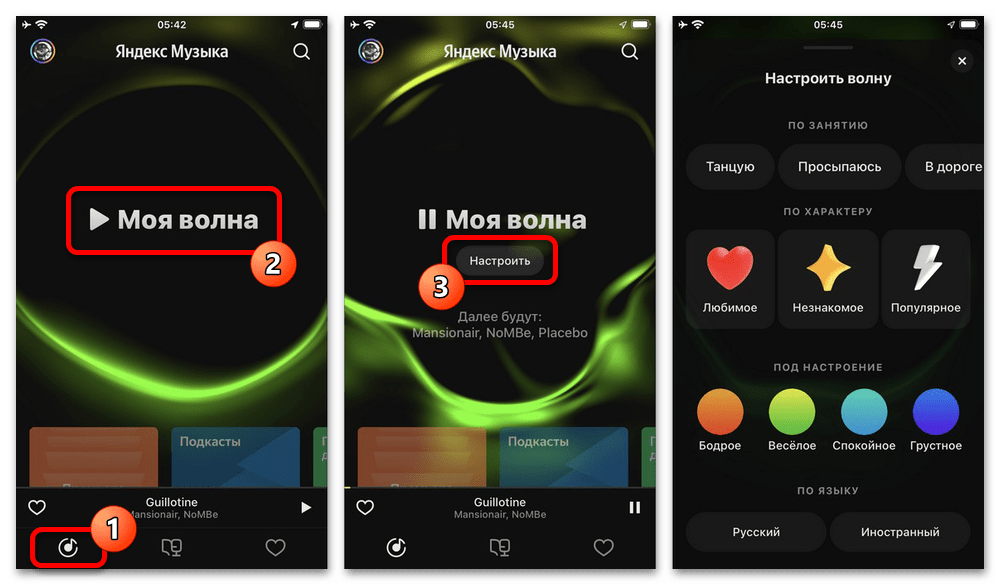 05:42
Яндекс Музыка
Моя волна
2
Подкасты
Guillotine
Mansionair, NoMBe
1
05:45
Яндекс Музыка
Моя волна
Настроить
3
Далее будут:
Mansionair, NoMBe, Placebo
Подкасты
Guillotine
Mansionair, NoMBe
05:45
Настроить волну
ПО ЗАНЯТИЮ
Танцую Просыпаюсь В дороге
ПО ХАРАКТЕРУ
Любимое Незнакомое Популярное
ПОД НАСТРОЕНИЕ
Бодрое Весёлое Спокойное Грустное
ПО ЯЗЫКУ
Русский Иностранный